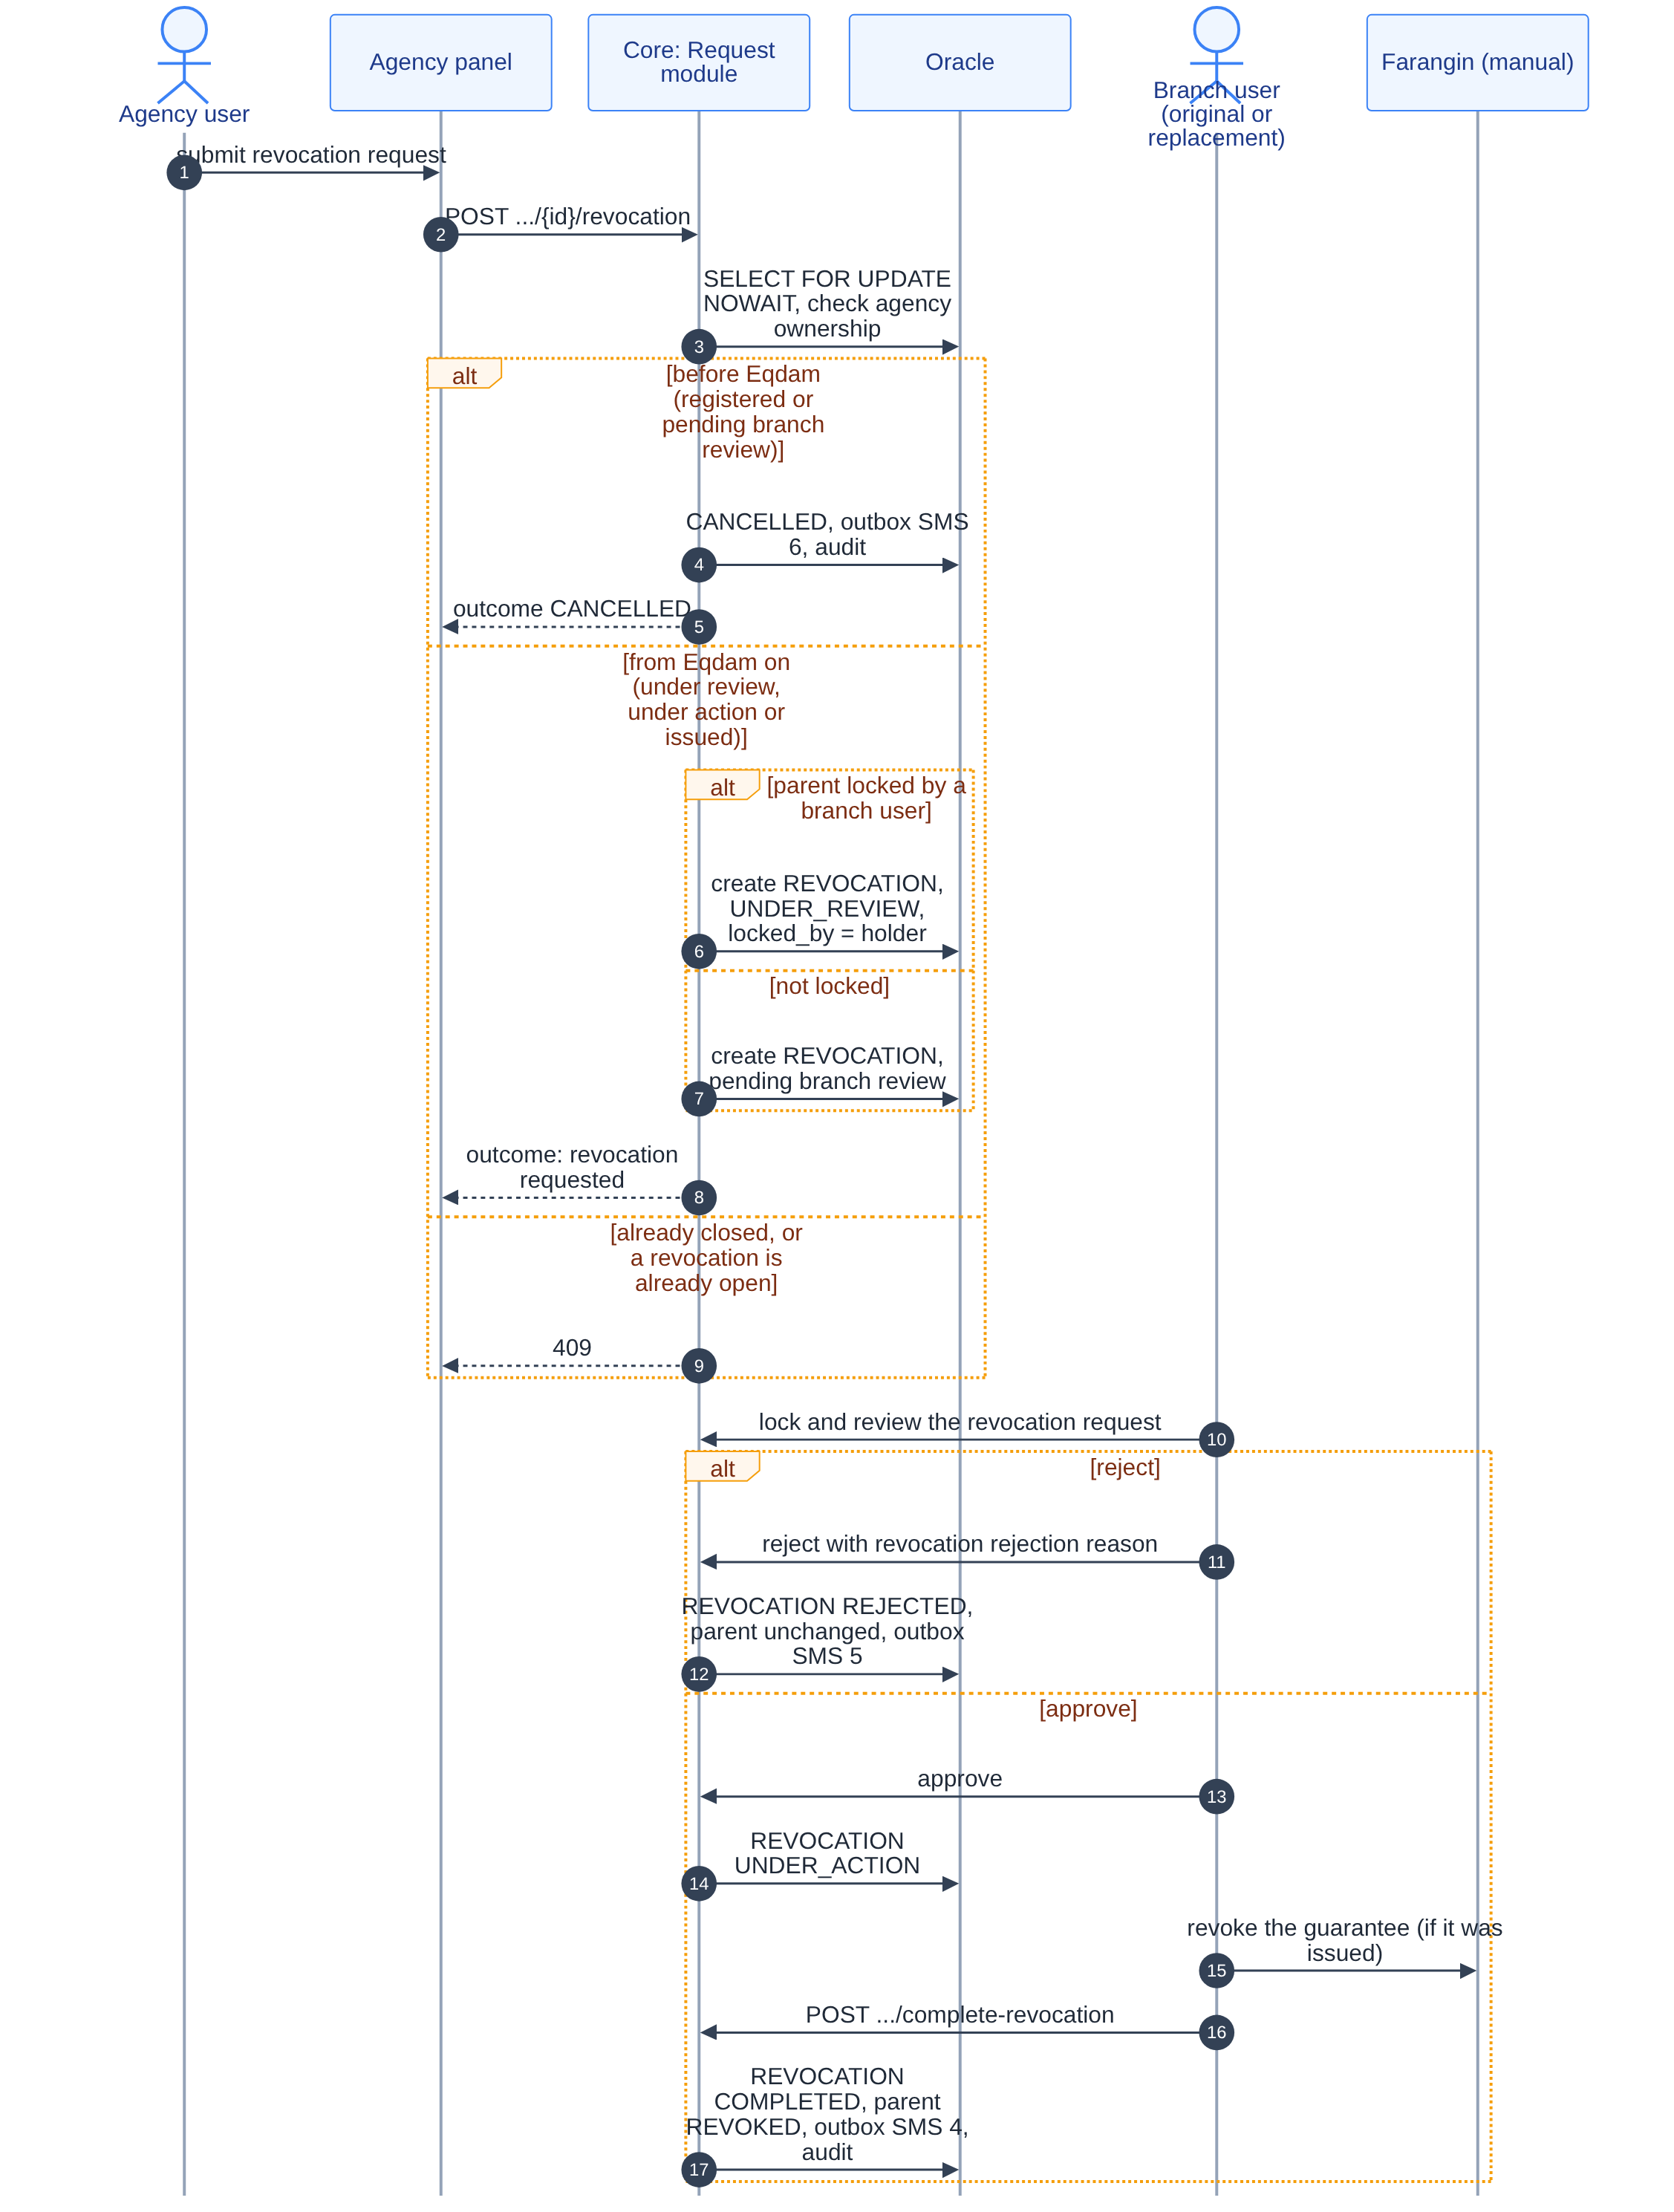 Agency user
Agency panel
Core: Request
module
Oracle
Branch user
(original or
replacement)
Farangin (manual)
submit revocation request
1
POST .../{id}/revocation
2
SELECT FOR UPDATE
NOWAIT, check agency
ownership
3
alt
[before Eqdam
(registered or
pending branch
review)]
CANCELLED, outbox SMS
6, audit
4
outcome CANCELLED
5
[from Eqdam on
(under review,
under action or
issued)]
alt
[parent locked by a
branch user]
create REVOCATION,
UNDER_REVIEW,
locked_by = holder
6
[not locked]
create REVOCATION,
pending branch review
7
outcome: revocation
requested
8
[already closed, or
a revocation is
already open]
409
9
lock and review the revocation request
10
alt
[reject]
reject with revocation rejection reason
11
REVOCATION REJECTED,
parent unchanged, outbox
SMS 5
12
[approve]
approve
13
REVOCATION
UNDER_ACTION
14
revoke the guarantee (if it was
issued)
15
POST .../complete-revocation
16
REVOCATION
COMPLETED, parent
REVOKED, outbox SMS 4,
audit
17